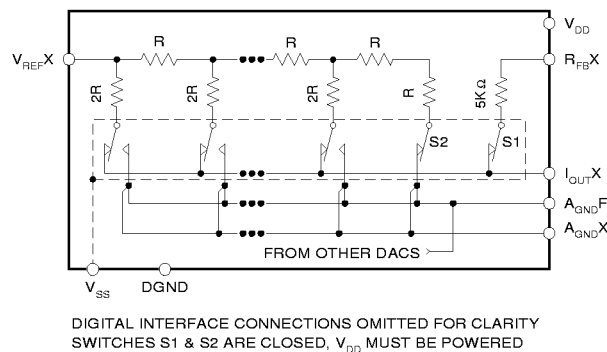 V_DD
V_REFX
R
R
R
R_FBX
2R
2R
2R
R
5KΩ
S2
S1
I_OUTX
A_GNDF
A_GNDX
FROM OTHER DACS
V_SS
DGND
DIGITAL INTERFACE CONNECTIONS OMITTED FOR CLARITY
SWITCHES S1 & S2 ARE CLOSED, V_DD MUST BE POWERED